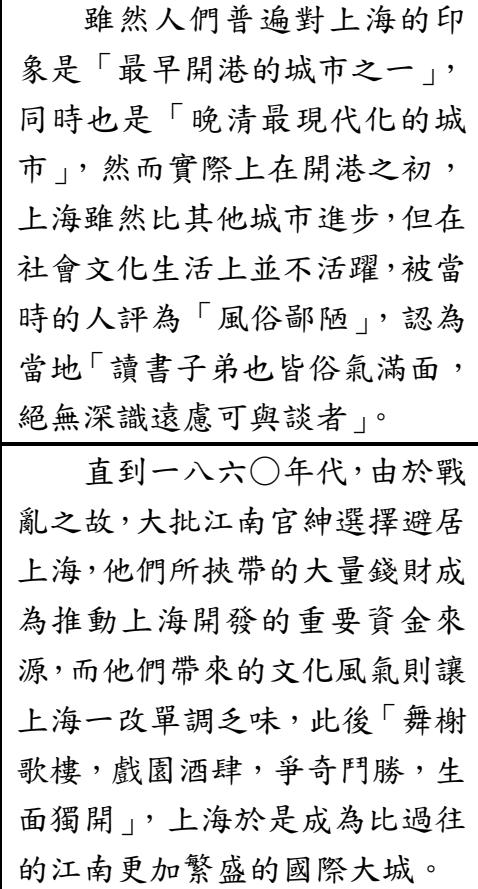 雖然人們普遍對上海的印
象是「最早開港的城市之一」，
同時也是「晚清最現代化的城
市」，然而實際上在開港之初，
上海雖然比其他城市進步，但在
社會文化生活上並不活躍，被當
時的人評為「風俗鄙陋」，認為
當地「讀書子弟也皆俗氣滿面，
絕無深識遠慮可與談者」。
直到一八六〇年代，由於戰
亂之故，大批江南官紳選擇避居
上海，他們所挾帶的大量錢財成
為推動上海開發的重要資金來
源，而他們帶來的文化風氣則讓
上海一改單調乏味，此後「舞榭
歌樓，戲園酒肆，爭奇鬥勝，生
面獨開」，上海於是成為比過往
的江南更加繁盛的國際大城。